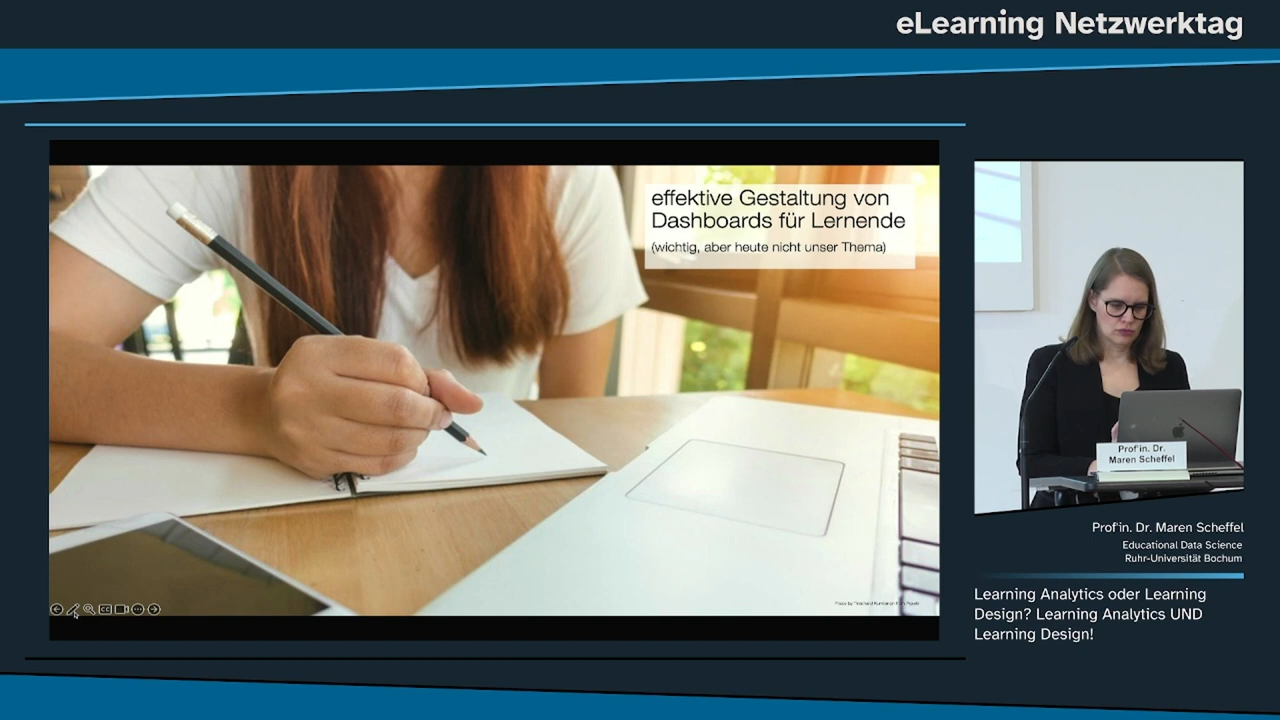 eLearning Netzwerktag
effektive Gestaltung von
Dashboards für Lernende
(wichtig, aber heute nicht unser Thema)
Prof'in. Dr.
Maren Scheffel
Prof'in. Dr. Maren Scheffel
Educational Data Science
Ruhr-Universität Bochum
Learning Analytics oder Learning
Design? Learning Analytics UND
Learning Design!